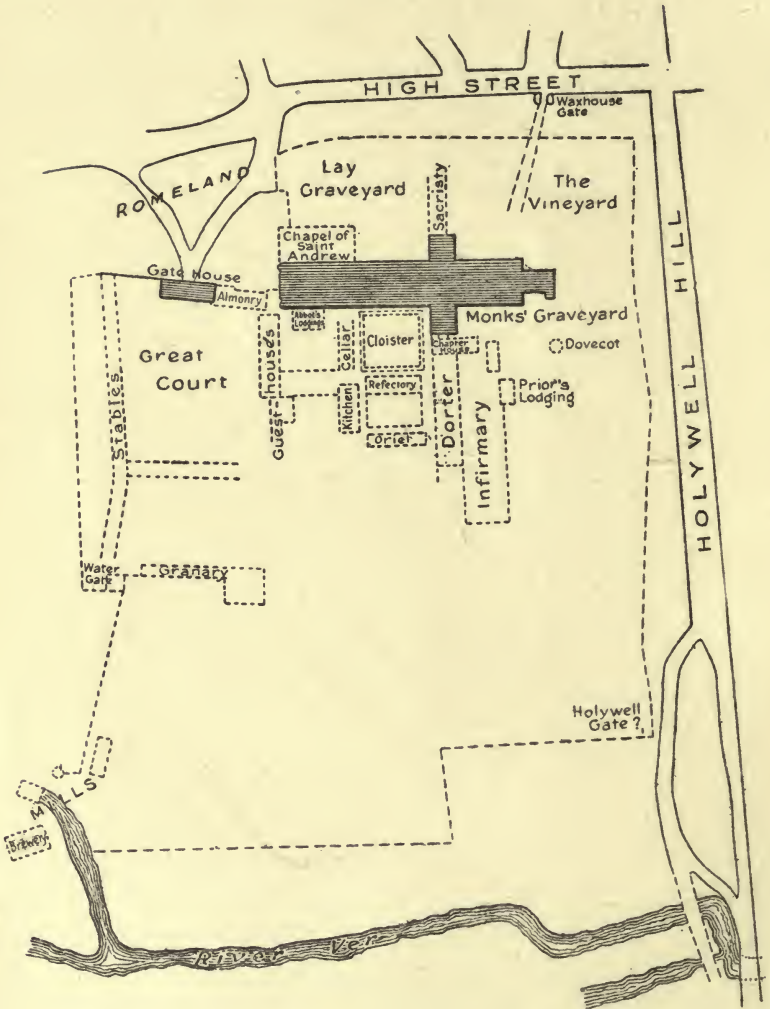 HIGH STREET
Waxhouse
Gate
ROMELAND
Lay
Graveyard
Sacristy
The
Vineyard
HOLYWELL HILL
Chapel of
Saint
Andrew
Gate House
Almonry
Monks' Graveyard
Abbot's
Lodgings
Great
Court
Stables
Guest-houses
Cellar
Cloister
Chapter
House
Dovecot
Refectory
Kitchen
Dorter
Prior's
Lodging
Oriel
Infirmary
Water
Gate
Granary
Holywell
Gate?
MILLS
Brewery
River Ver